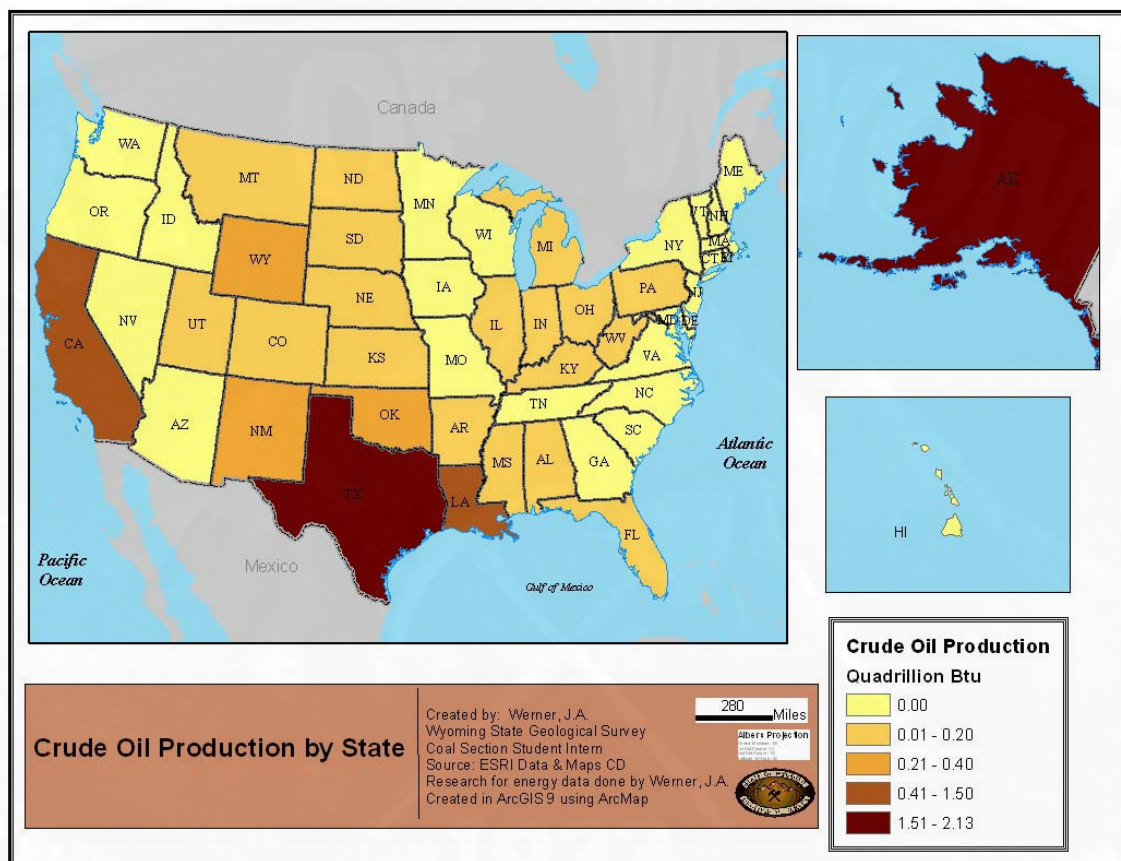 Canada
WA
MT
ND
MN
ME
OR
ID
SD
WI
VT
NH
NY
MA
CT
RI
WY
MI
NE
IA
PA
NJ
NV
UT
CO
IL
IN
OH
MD
DE
WV
CA
KS
MO
KY
VA
AZ
NM
OK
AR
TN
NC
SC
MS
AL
GA
TX
LA
FL
Atlantic
Ocean
Pacific
Ocean
Mexico
Gulf of Mexico
AK
HI
Crude Oil Production by State
Created by: Werner, J.A.
Wyoming State Geological Survey
Coal Section Student Intern
Source: ESRI Data & Maps CD
Research for energy data done by Werner, J.A.
Created in ArcGIS 9 using ArcMap
280
Miles
Albers Projection
Crude Oil Production
Quadrillion Btu
0.00
0.01 - 0.20
0.21 - 0.40
0.41 - 1.50
1.51 - 2.13